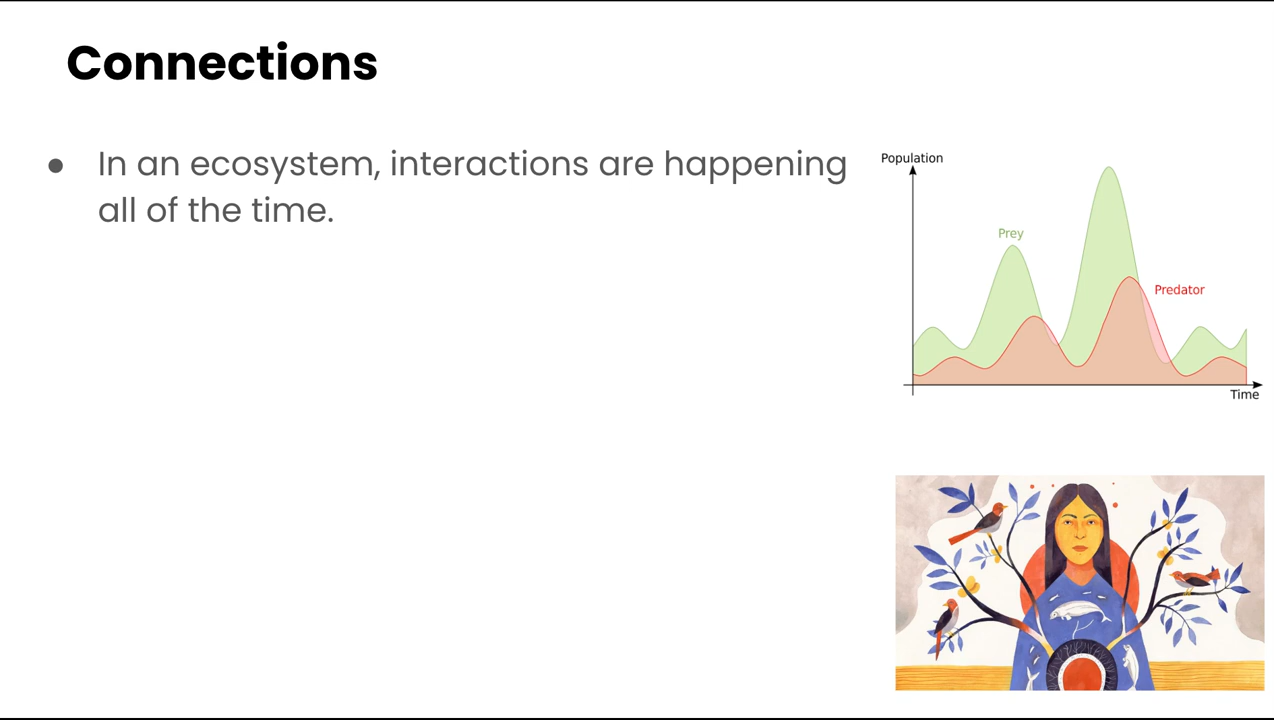 Connections
● In an ecosystem, interactions are happening
all of the time.
Population
Prey
Predator
Time